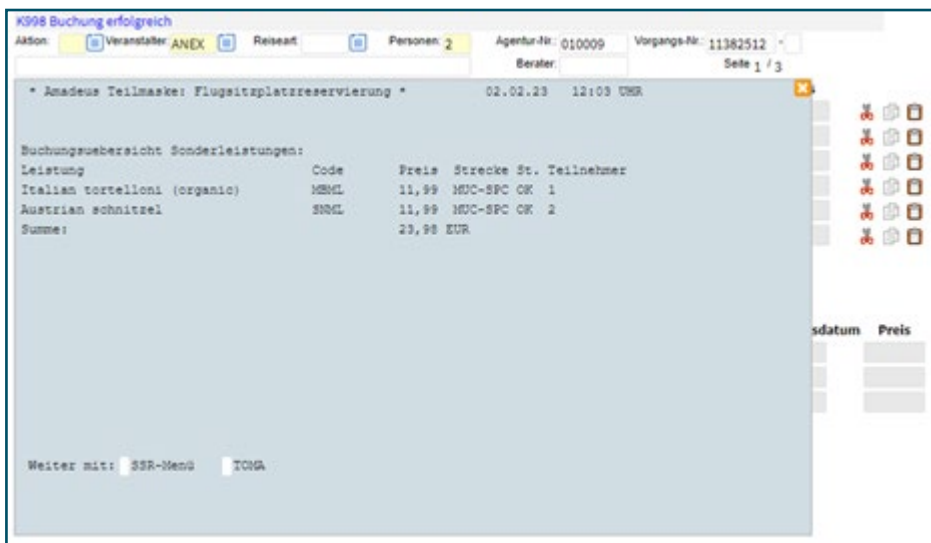 K998 Buchung erfolgreich
Aktion: Veranstalter: ANEX Reiseart: Personen: 2 Agentur-Nr.: 010009 Vorgangs-Nr.: 11382512 -
Berater: Seite 1 / 3
* Amadeus Teilmaske: Flugsitzplatzreservierung * 02.02.23 12:03 UHR
Buchungsuebersicht Sonderleistungen:
Leistung Code Preis Strecke St. Teilnehmer
Italian tortelloni (organic) MBML 11,99 MUC-SPC OK 1
Austrian schnitzel SNML 11,99 MUC-SPC OK 2
Summe: 23,98 EUR
sdatum Preis
Weiter mit: SSR-Menü TOMA